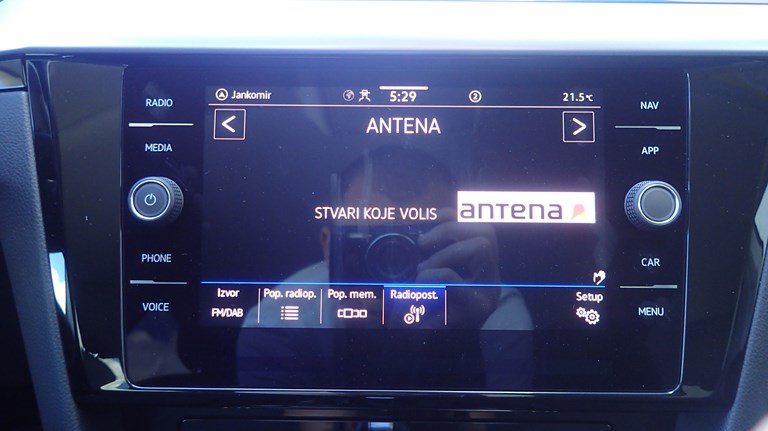 RADIO
MEDIA
PHONE
VOICE
Jankomir 5:29 2 21.5°C
< ANTENA >
STVARI KOJE VOLIS antena
Izvor Pop. radiop. Pop. mem. Radiopost. Setup
FM/DAB
NAV
APP
CAR
MENU